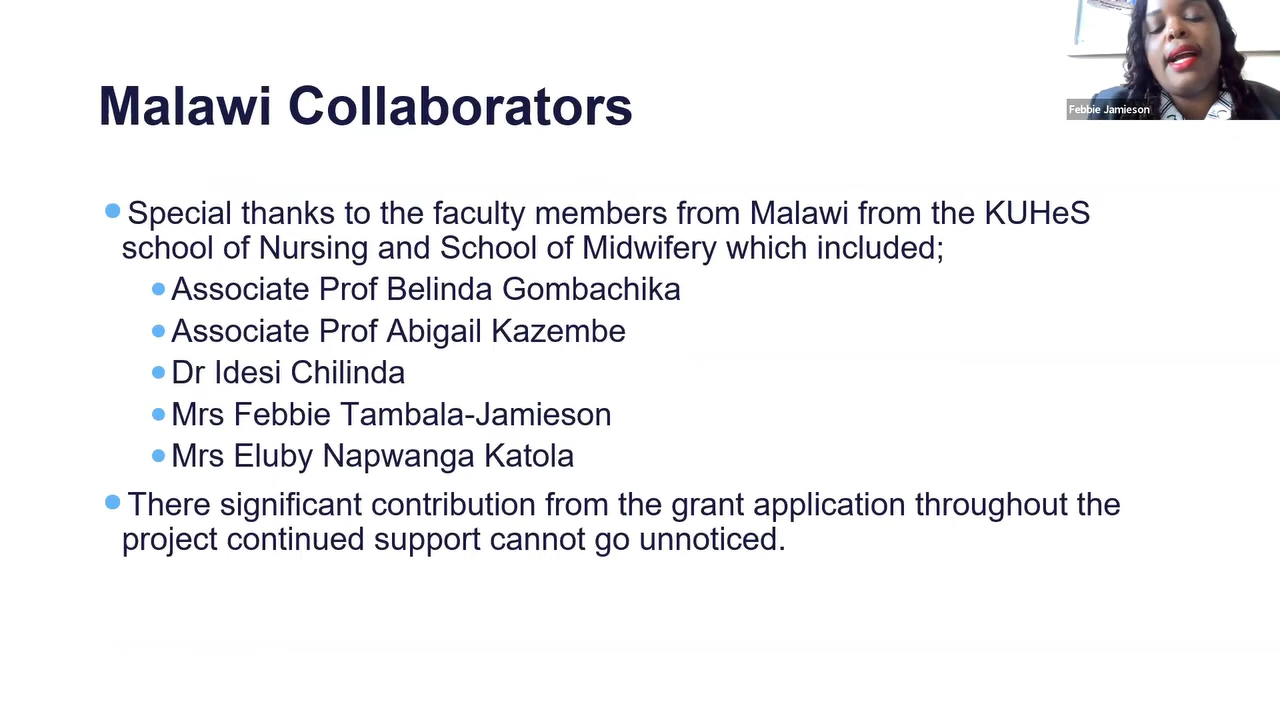 Febbie Jamieson
Malawi Collaborators
Special thanks to the faculty members from Malawi from the KUHeS
school of Nursing and School of Midwifery which included;
Associate Prof Belinda Gombachika
Associate Prof Abigail Kazembe
Dr Idesi Chilinda
Mrs Febbie Tambala-Jamieson
Mrs Eluby Napwanga Katola
There significant contribution from the grant application throughout the
project continued support cannot go unnoticed.